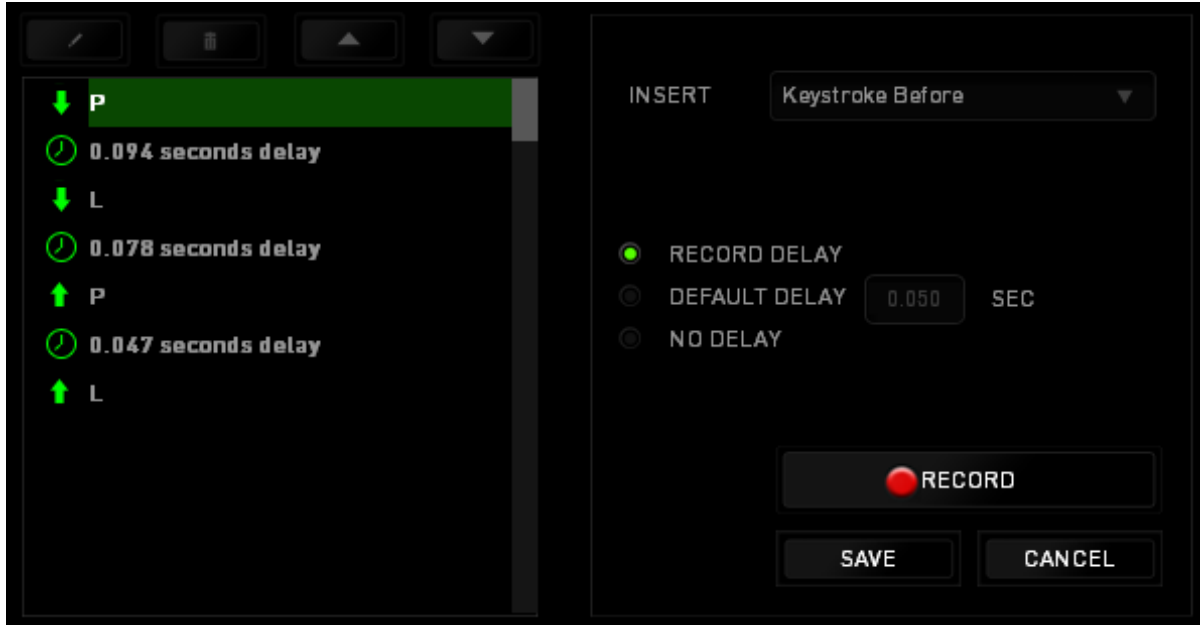 P
0.094 seconds delay
L
0.078 seconds delay
P
0.047 seconds delay
L
INSERT Keystroke Before
RECORD DELAY
DEFAULT DELAY 0.050 SEC
NO DELAY
RECORD
SAVE CANCEL